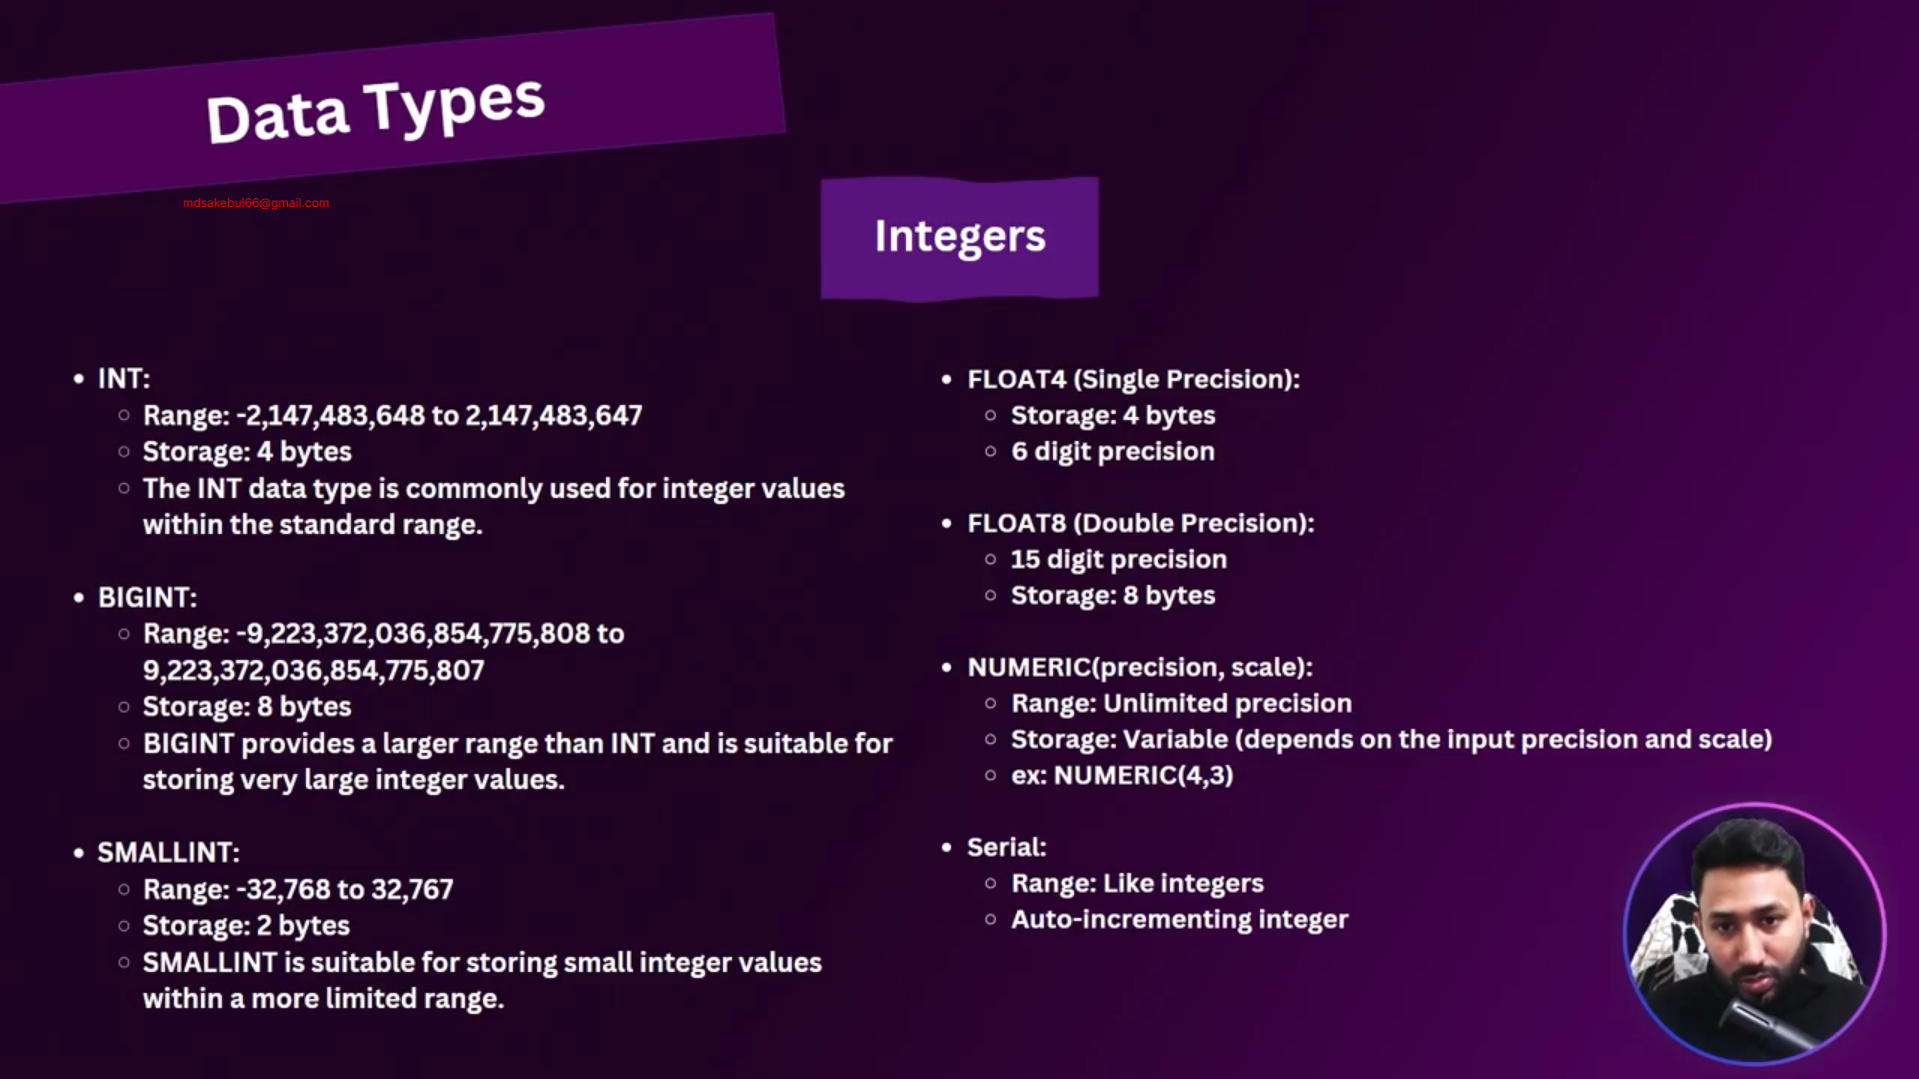 Data Types
mdsakebul66@gmail.com
Integers
• INT:
○ Range: -2,147,483,648 to 2,147,483,647
○ Storage: 4 bytes
○ The INT data type is commonly used for integer values
within the standard range.
• BIGINT:
○ Range: -9,223,372,036,854,775,808 to
9,223,372,036,854,775,807
○ Storage: 8 bytes
○ BIGINT provides a larger range than INT and is suitable for
storing very large integer values.
• SMALLINT:
○ Range: -32,768 to 32,767
○ Storage: 2 bytes
○ SMALLINT is suitable for storing small integer values
within a more limited range.
• FLOAT4 (Single Precision):
○ Storage: 4 bytes
○ 6 digit precision
• FLOAT8 (Double Precision):
○ 15 digit precision
○ Storage: 8 bytes
• NUMERIC(precision, scale):
○ Range: Unlimited precision
○ Storage: Variable (depends on the input precision and scale)
○ ex: NUMERIC(4,3)
• Serial:
○ Range: Like integers
○ Auto-incrementing integer